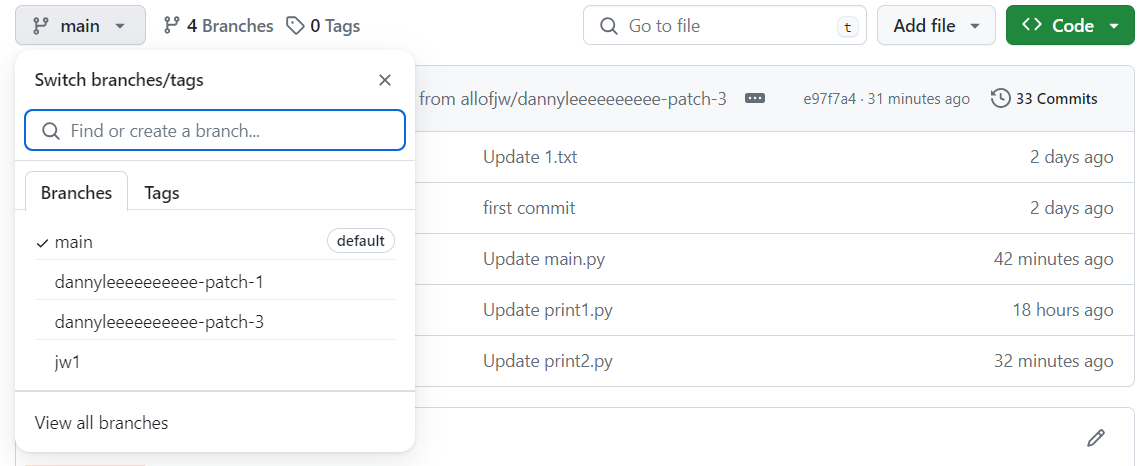 main 4 Branches 0 Tags Go to file t Add file Code
Switch branches/tags
from allofjw/dannyleeeeeeeeee-patch-3 e97f7a4 · 31 minutes ago 33 Commits
Find or create a branch...
Update 1.txt 2 days ago
Branches Tags
first commit 2 days ago
main default
Update main.py 42 minutes ago
dannyleeeeeeeeee-patch-1
Update print1.py 18 hours ago
dannyleeeeeeeeee-patch-3
jw1
Update print2.py 32 minutes ago
View all branches